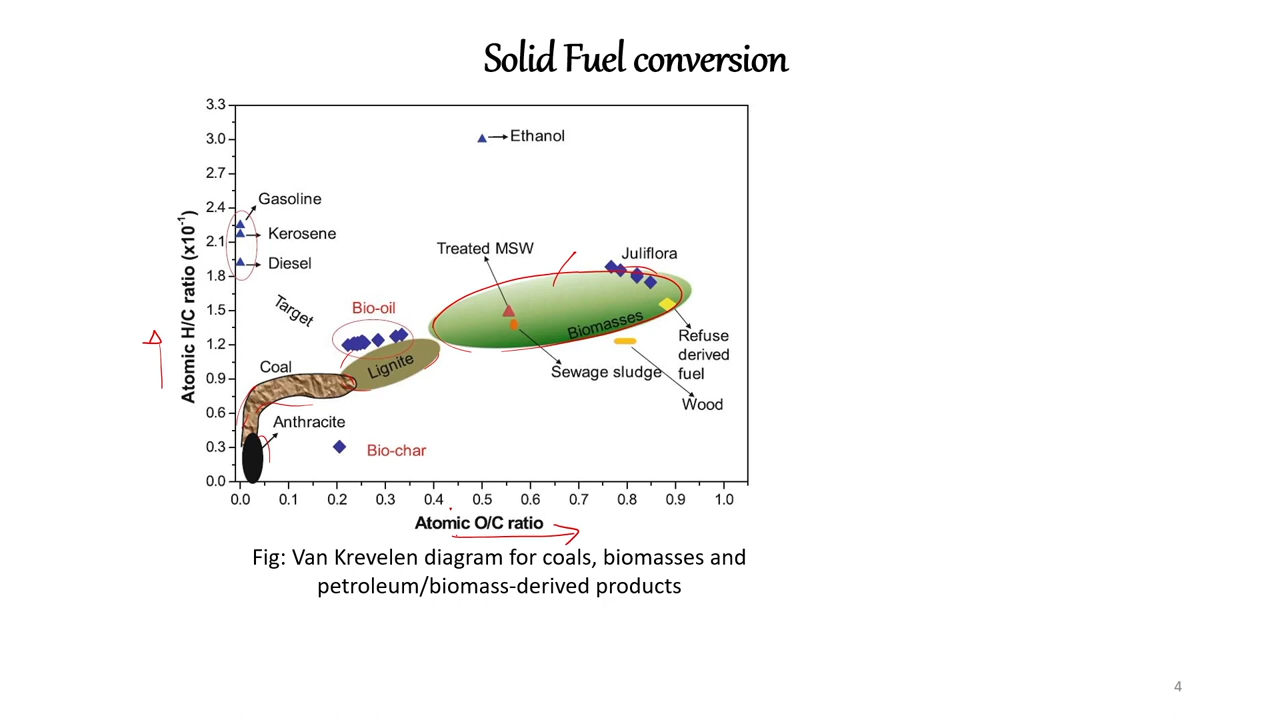 Solid Fuel conversion
Atomic H/C ratio (x10⁻¹)
3.3
3.0
2.7
2.4
2.1
1.8
1.5
1.2
0.9
0.6
0.3
0.0
Ethanol
Gasoline
Kerosene
Diesel
Treated MSW
Juliflora
Target
Bio-oil
Biomasses
Refuse
derived
fuel
Lignite
Sewage sludge
Coal
Wood
Anthracite
Bio-char
0.0 0.1 0.2 0.3 0.4 0.5 0.6 0.7 0.8 0.9 1.0
Atomic O/C ratio
Fig: Van Krevelen diagram for coals, biomasses and
petroleum/biomass-derived products
4